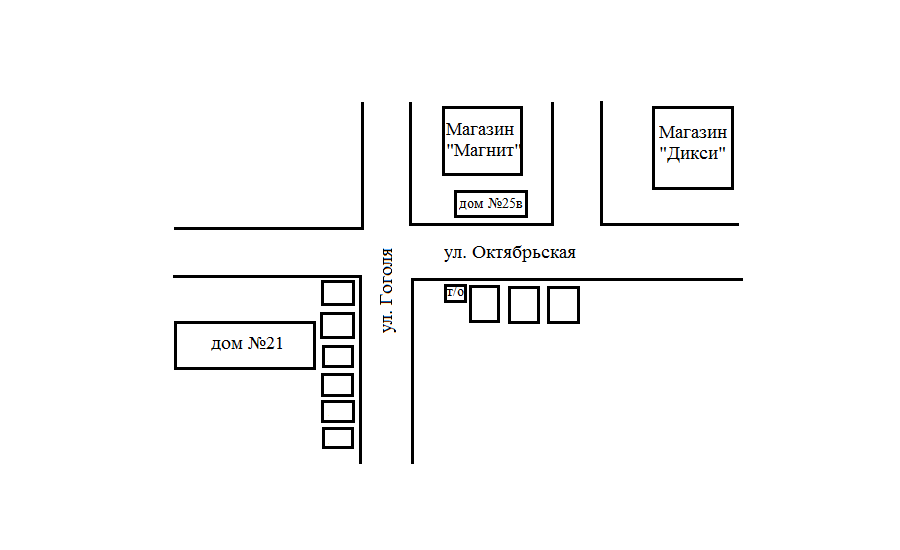 Магазин
"Магнит"
Магазин
"Дикси"
дом №25в
ул. Октябрьская
ул. Гоголя
т/о
дом №21